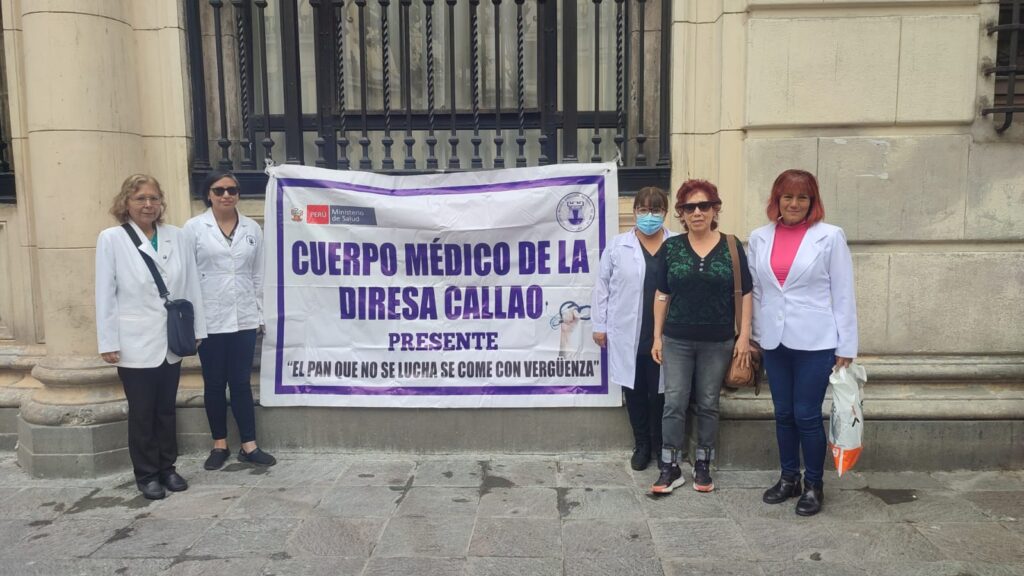 PERÚ
Ministerio
de Salud
CUERPO MÉDICO DE LA
DIRESA CALLAO
PRESENTE
“EL PAN QUE NO SE LUCHA SE COME CON VERGÜENZA”